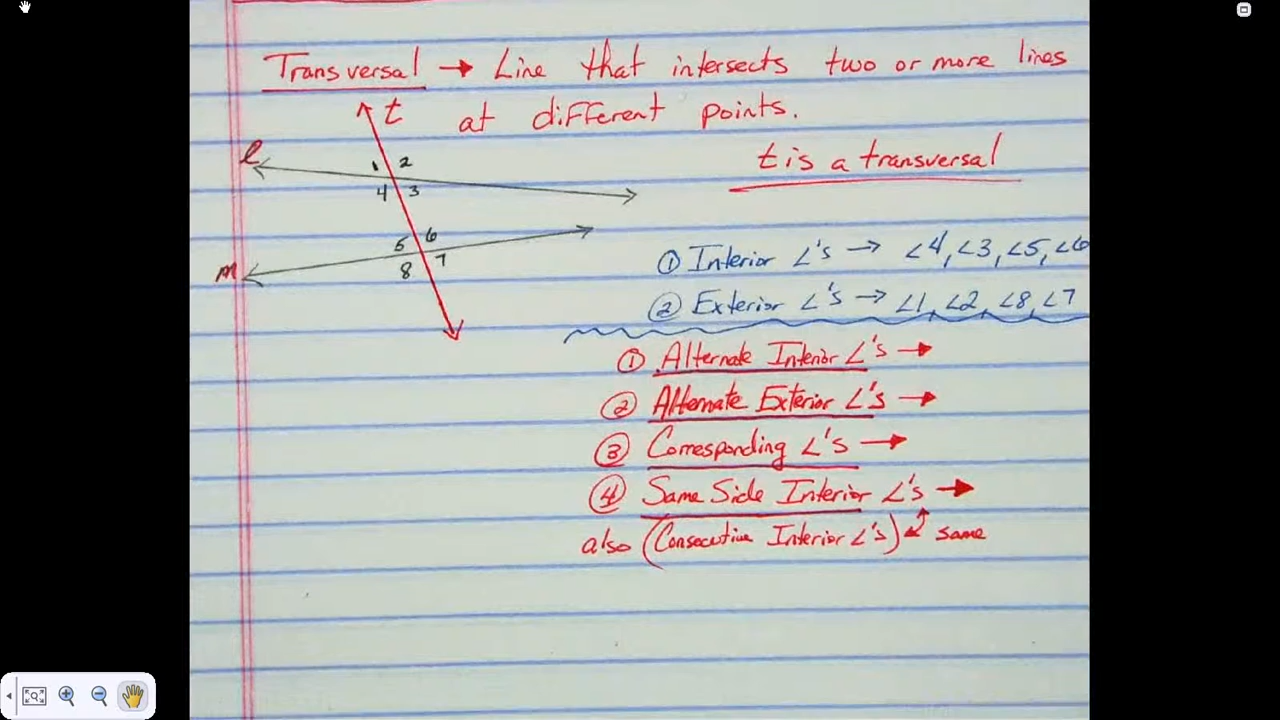 Transversal → Line that intersects two or more lines
t at different points.
l 1 2 t is a transversal
4 3
5 6 ① Interior ∠'s → ∠4, ∠3, ∠5, ∠6
m 8 7
② Exterior ∠'s → ∠1, ∠2, ∠8, ∠7
① Alternate Interior ∠'s →
② Alternate Exterior ∠'s →
③ Corresponding ∠'s →
④ Same Side Interior ∠'s →
also (Consecutive Interior ∠'s) same